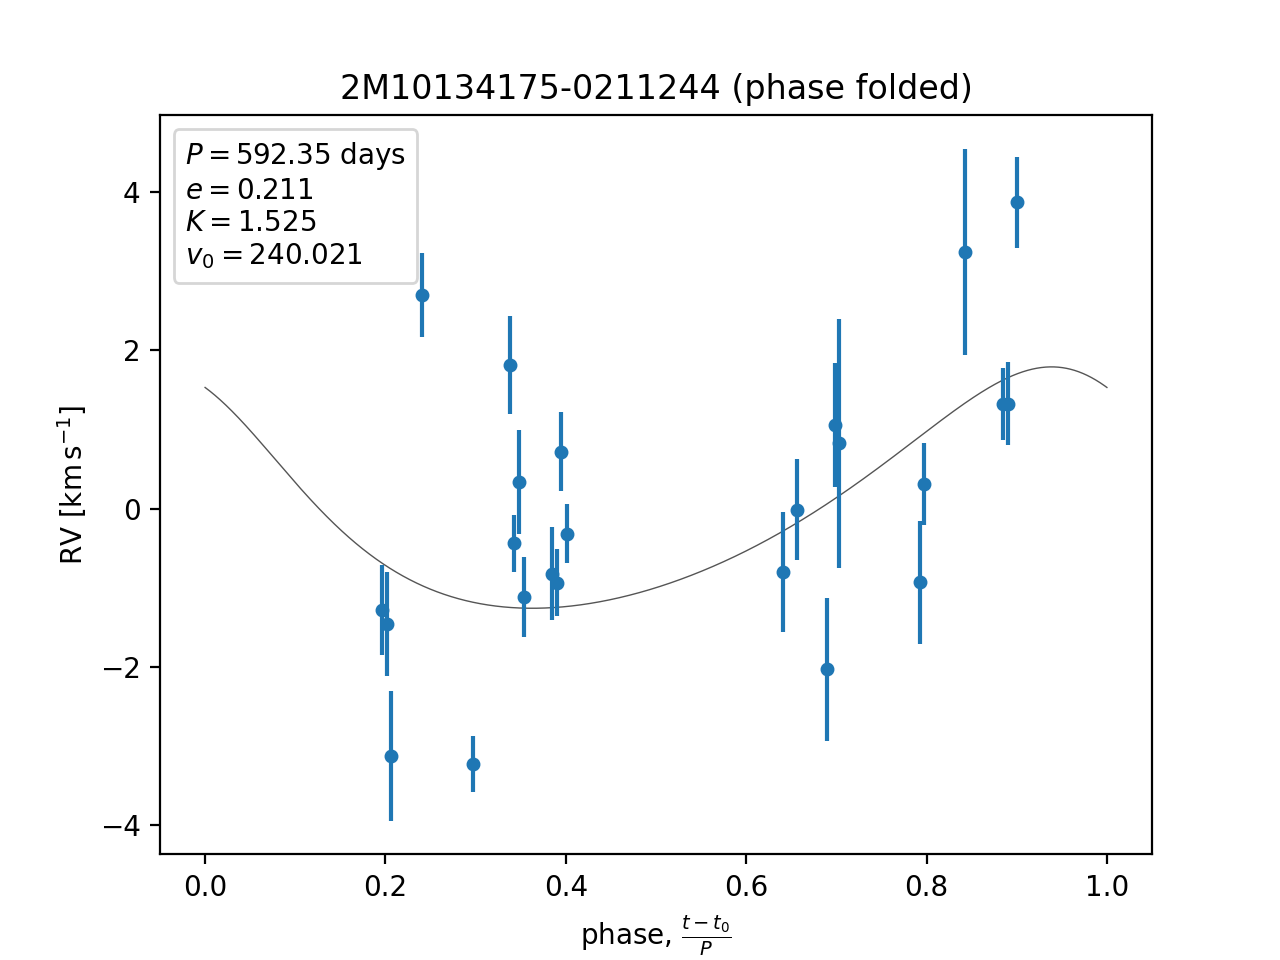 2M10134175-0211244 (phase folded)
P = 592.35 days
e = 0.211
K = 1.525
v₀ = 240.021
RV [km s⁻¹]
4
2
0
−2
−4
0.0 0.2 0.4 0.6 0.8 1.0
phase, (t − t₀)/P